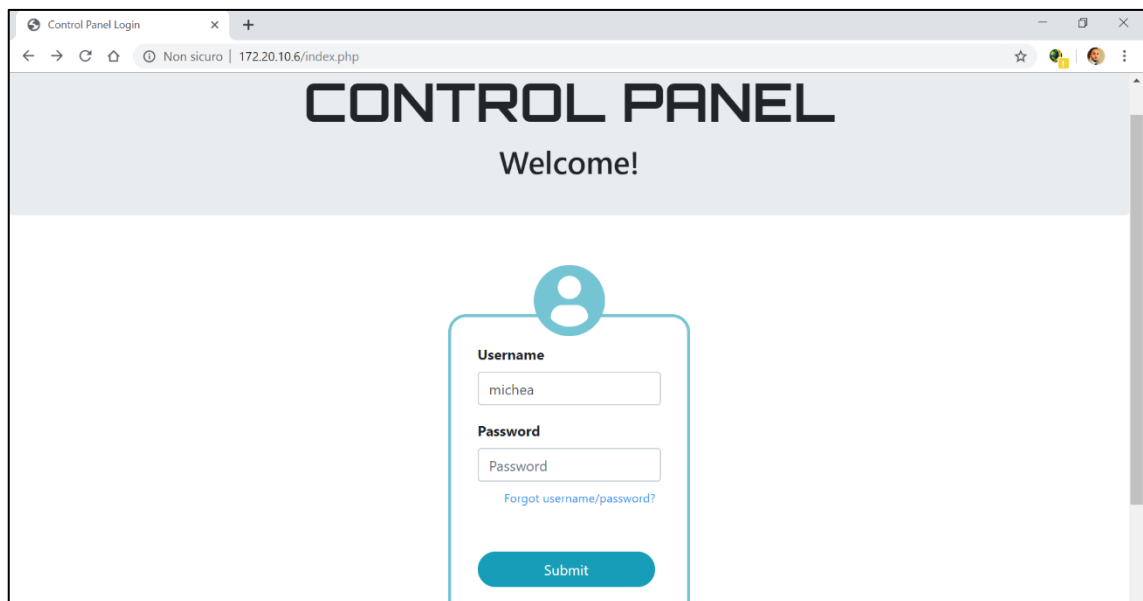 Control Panel Login
Non sicuro | 172.20.10.6/index.php
CONTROL PANEL
Welcome!
Username
michea
Password
Password
Forgot username/password?
Submit